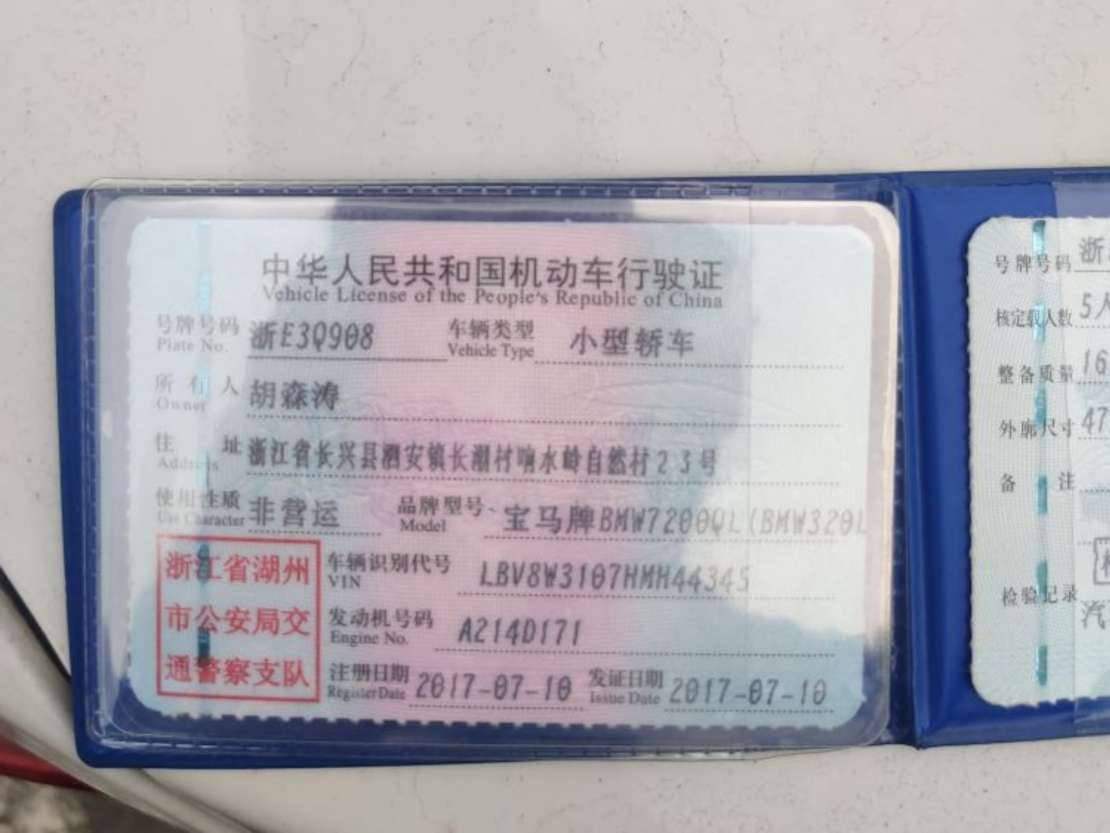 中华人民共和国机动车行驶证
Vehicle License of the People's Republic of China
号牌号码 浙E3Q908 车辆类型 小型轿车
Plate No. Vehicle Type
所有人 胡森涛
Owner
住址 浙江省长兴县泗安镇长潮村响水岭自然村23号
Address
使用性质 非营运 品牌型号 宝马牌BMW7200QL(BMW320L
Use Character Model
浙江省湖州
市公安局交
通警察支队
车辆识别代号 LBV8W3107HMH44345
VIN
发动机号码 A214D171
Engine No.
注册日期 2017-07-10 发证日期 2017-07-10
Register Date Issue Date
号牌号码 浙
核定载人数 5人
整备质量 16
外廓尺寸 47
备注
检验记录
汽